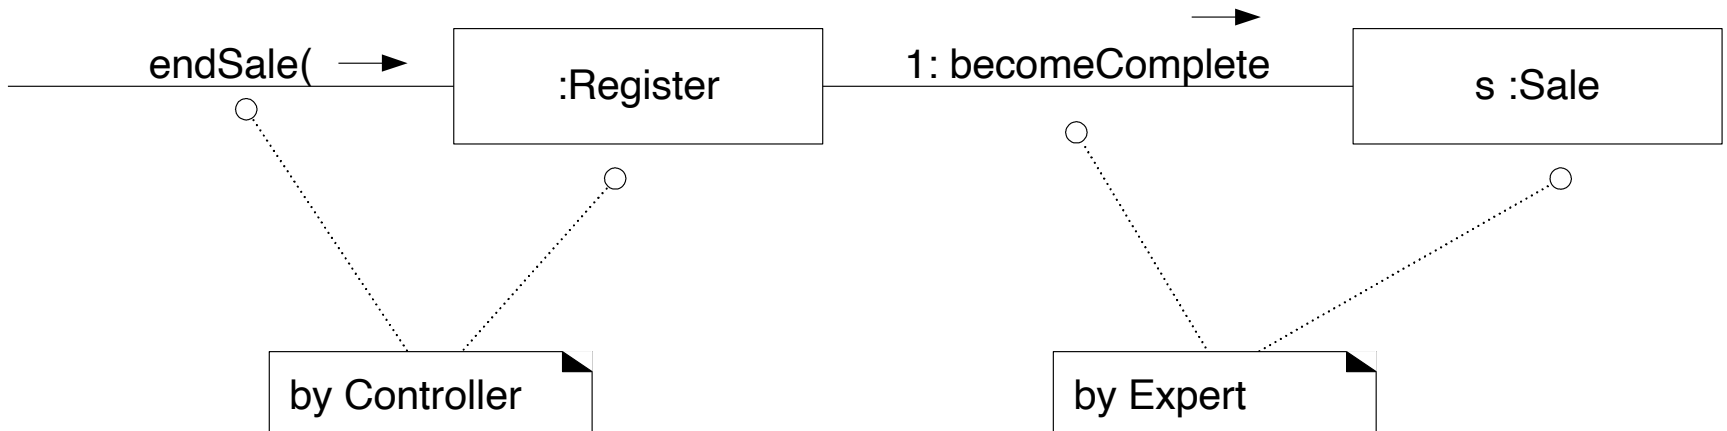 endSale(
:Register
1: becomeComplete
s :Sale
by Controller
by Expert